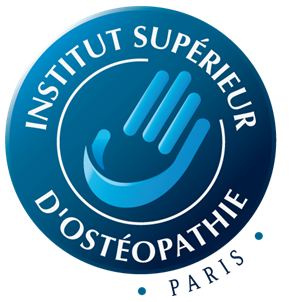 INSTITUT SUPÉRIEUR
D'OSTÉOPATHIE
• PARIS •